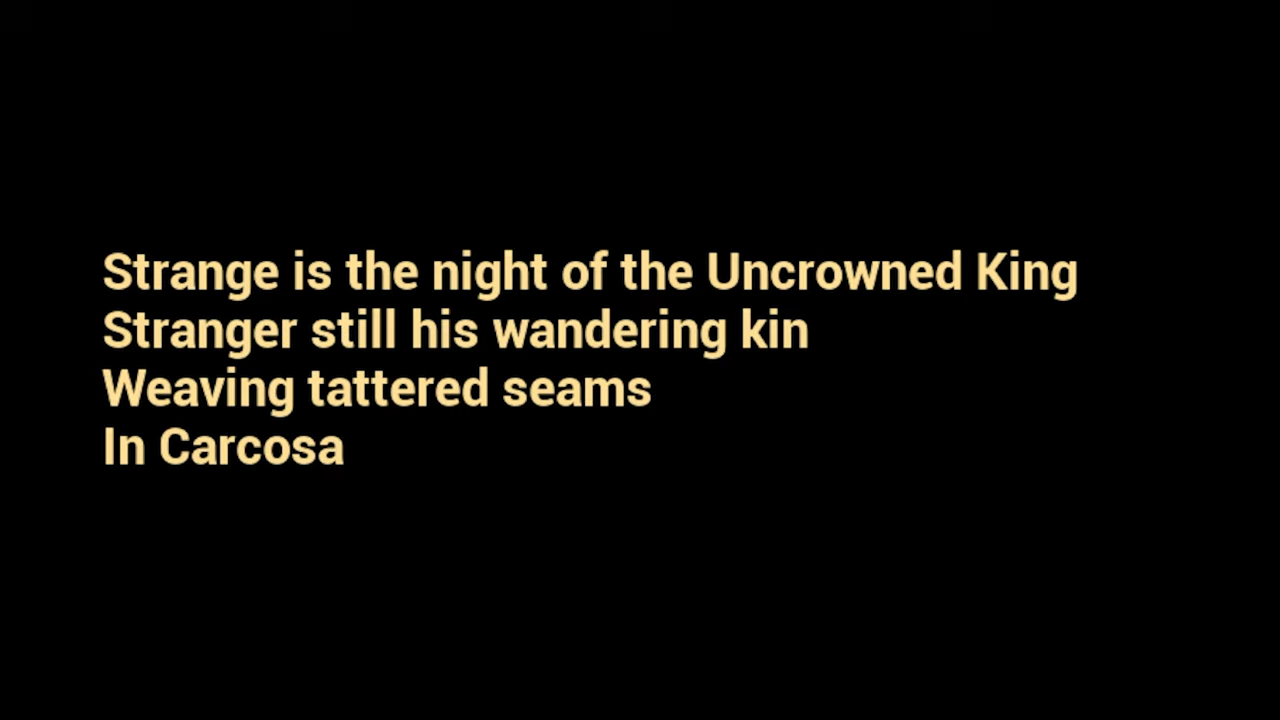 Strange is the night of the Uncrowned King
Stranger still his wandering kin
Weaving tattered seams
In Carcosa